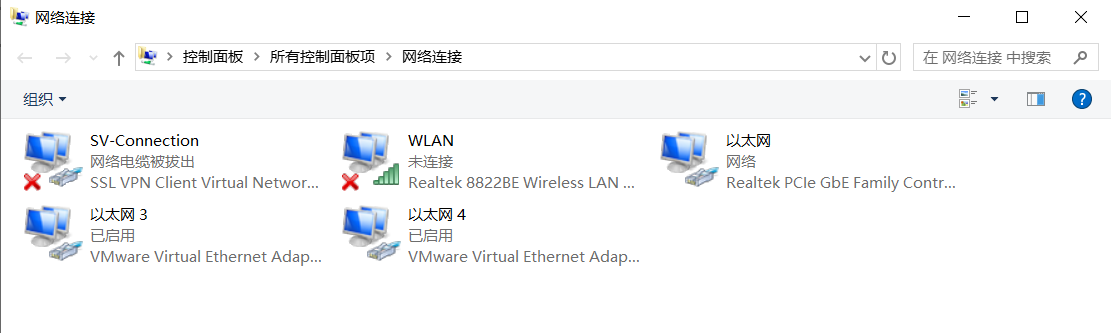 网络连接
控制面板 所有控制面板项 网络连接
在 网络连接 中搜索
组织
?
SV-Connection
网络电缆被拔出
SSL VPN Client Virtual Networ...
WLAN
未连接
Realtek 8822BE Wireless LAN ...
以太网
网络
Realtek PCIe GbE Family Contr...
以太网 3
已启用
VMware Virtual Ethernet Adap...
以太网 4
已启用
VMware Virtual Ethernet Adap...